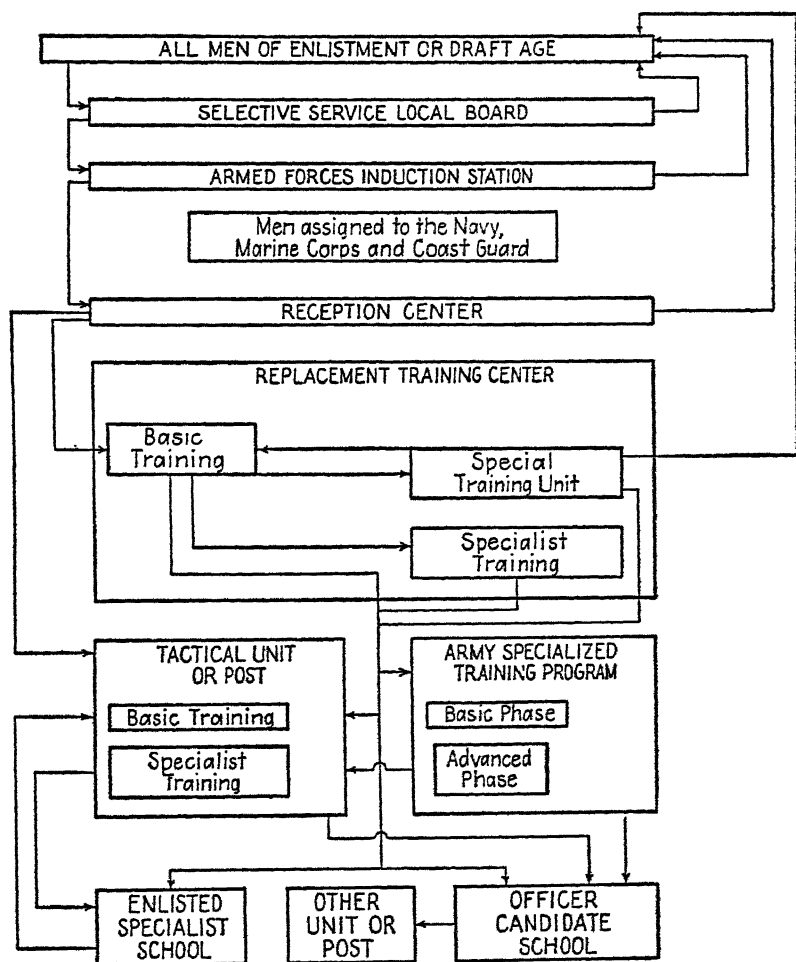 ALL MEN OF ENLISTMENT OR DRAFT AGE
SELECTIVE SERVICE LOCAL BOARD
ARMED FORCES INDUCTION STATION
Men assigned to the Navy,
Marine Corps and Coast Guard
RECEPTION CENTER
REPLACEMENT TRAINING CENTER
Basic
Training
Special
Training Unit
Specialist
Training
TACTICAL UNIT
OR POST
Basic Training
Specialist
Training
ARMY SPECIALIZED
TRAINING PROGRAM
Basic Phase
Advanced
Phase
ENLISTED
SPECIALIST
SCHOOL
OTHER
UNIT OR
POST
OFFICER
CANDIDATE
SCHOOL